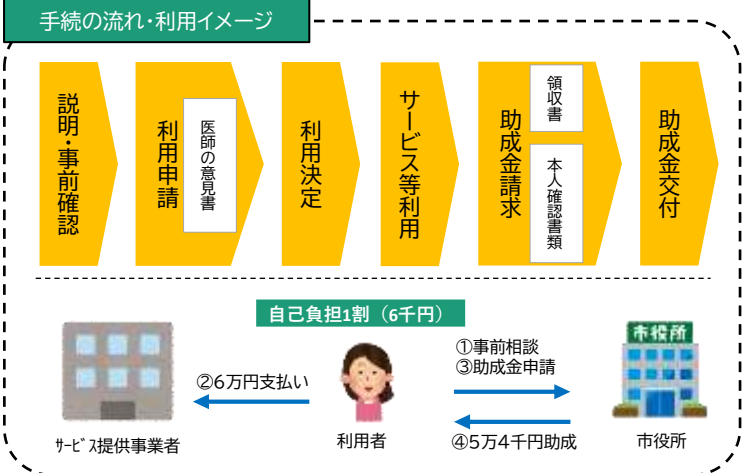 手続の流れ・利用イメージ
説明・事前確認
利用申請
医師の意見書
利用決定
サービス等利用
助成金請求
領収書
本人確認書類
助成金交付
自己負担1割（6千円）
市役所
①事前相談
③助成金申請
②6万円支払い
④5万4千円助成
ｻｰﾋﾞｽ提供事業者
利用者
市役所